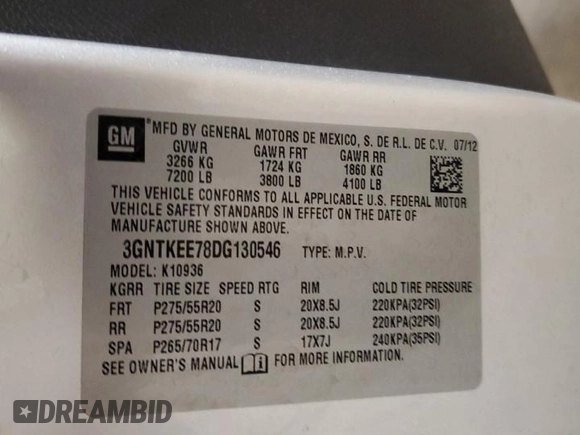 GM
MFD BY GENERAL MOTORS DE MEXICO, S. DE R.L. DE C.V. 07/12
GVWR GAWR FRT GAWR RR
3266 KG 1724 KG 1860 KG
7200 LB 3800 LB 4100 LB
THIS VEHICLE CONFORMS TO ALL APPLICABLE U.S. FEDERAL MOTOR
VEHICLE SAFETY STANDARDS IN EFFECT ON THE DATE OF
MANUFACTURE SHOWN ABOVE.
3GNTKEE78DG130546 TYPE: M.P.V.
MODEL: K10936
KGRR TIRE SIZE SPEED RTG RIM COLD TIRE PRESSURE
FRT P275/55R20 S 20X8.5J 220KPA(32PSI)
RR P275/55R20 S 20X8.5J 220KPA(32PSI)
SPA P265/70R17 S 17X7J 240KPA(35PSI)
SEE OWNER'S MANUAL FOR MORE INFORMATION.
DREAMBID